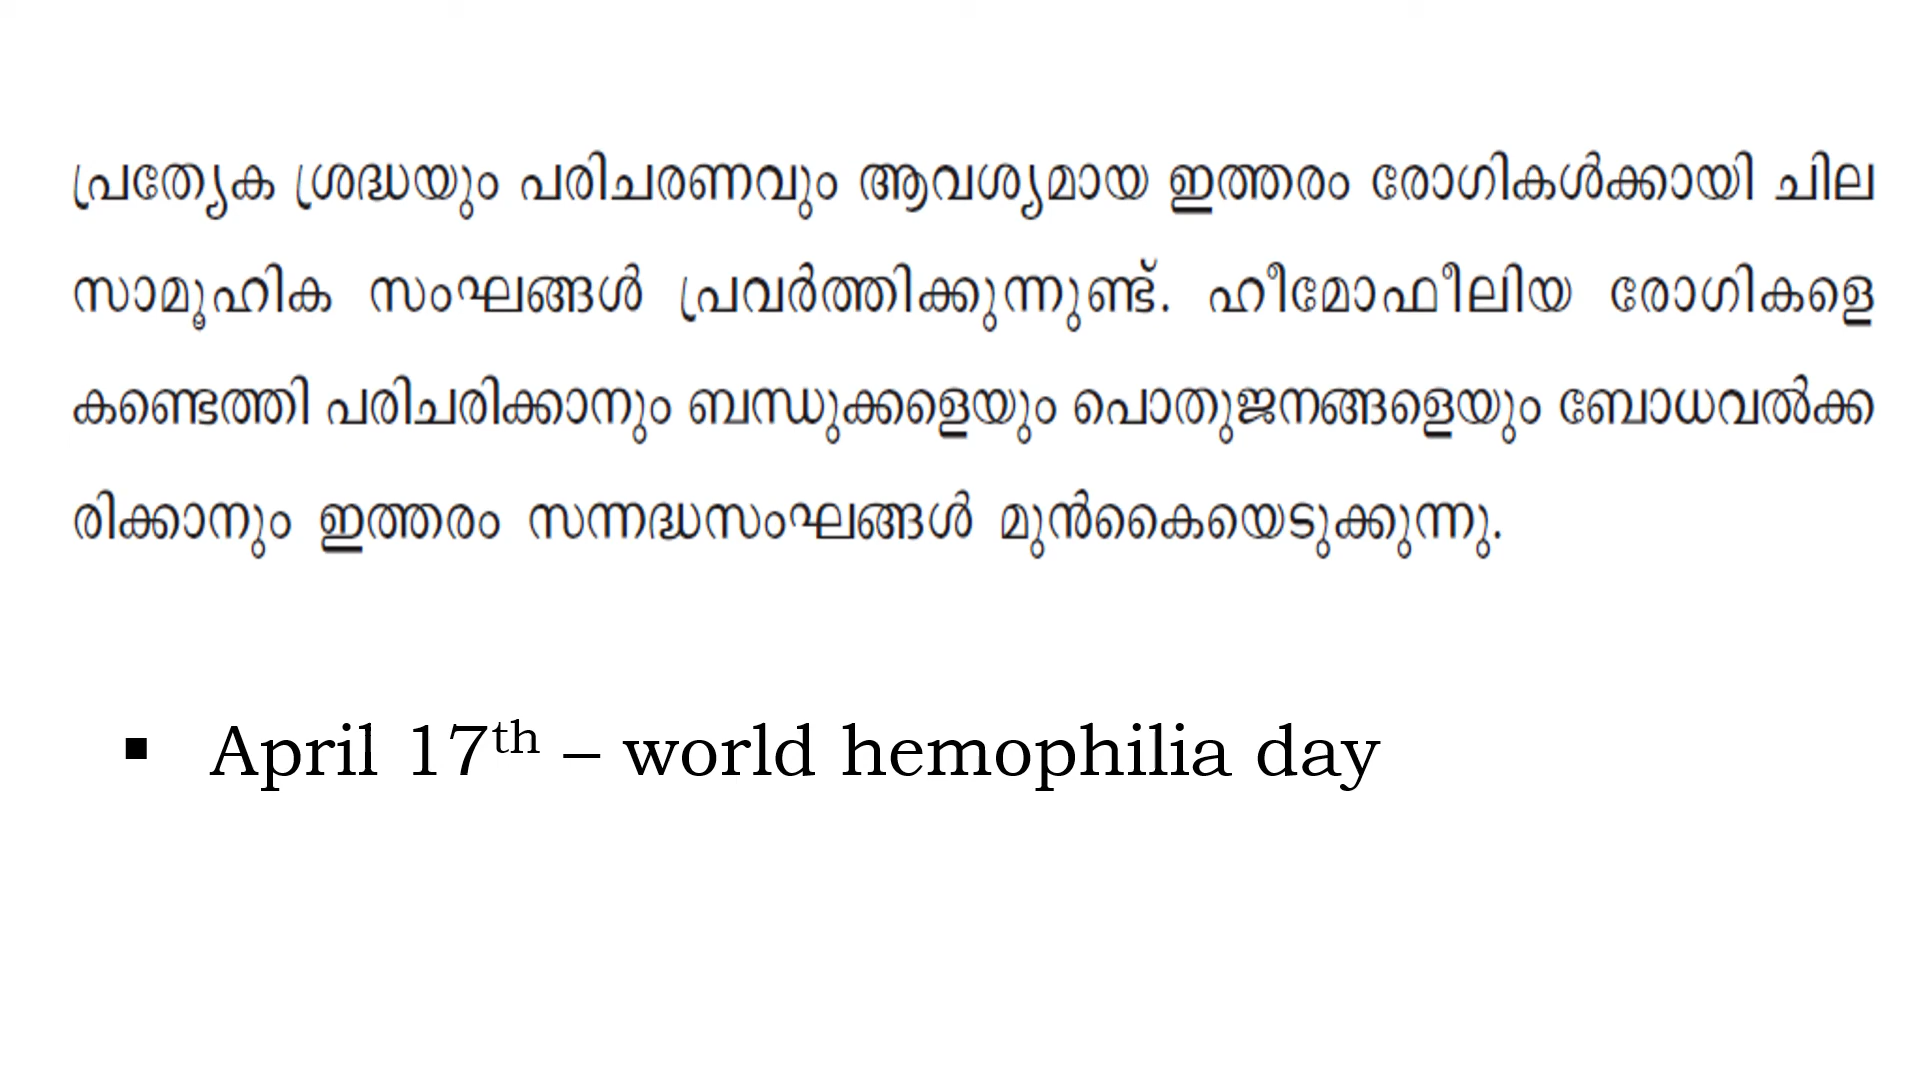 പ്രത്യേക ശ്രദ്ധയും പരിചരണവും ആവശ്യമായ ഇത്തരം രോഗികൾക്കായി ചില
സാമൂഹിക സംഘങ്ങൾ പ്രവർത്തിക്കുന്നുണ്ട്. ഹീമോഫീലിയ രോഗികളെ
കണ്ടെത്തി പരിചരിക്കാനും ബന്ധുക്കളെയും പൊതുജനങ്ങളെയും ബോധവൽക്ക
രിക്കാനും ഇത്തരം സന്നദ്ധസംഘങ്ങൾ മുൻകൈയെടുക്കുന്നു.
▪ April 17th – world hemophilia day